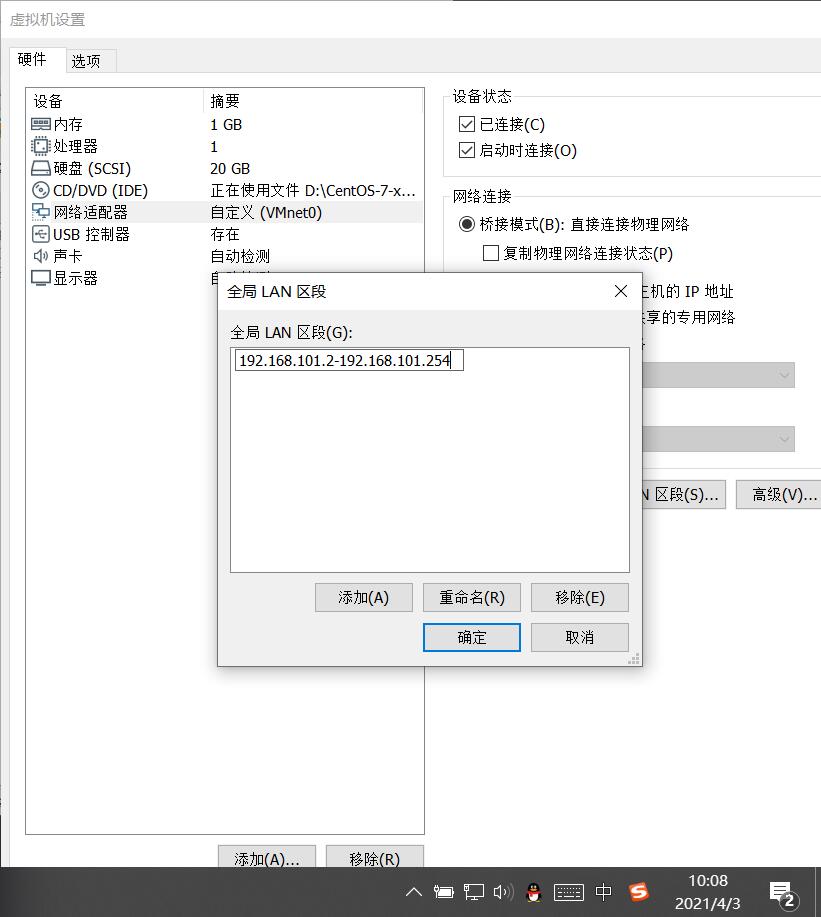 虚拟机设置
硬件 选项
设备 摘要
内存 1 GB
处理器 1
硬盘 (SCSI) 20 GB
CD/DVD (IDE) 正在使用文件 D:\CentOS-7-x...
网络适配器 自定义 (VMnet0)
USB 控制器 存在
声卡 自动检测
显示器
设备状态
已连接(C)
启动时连接(O)
网络连接
桥接模式(B): 直接连接物理网络
复制物理网络连接状态(P)
主机的 IP 地址
享的专用网络
N 区段(S)...
高级(V)...
全局 LAN 区段
全局 LAN 区段(G):
192.168.101.2-192.168.101.254
添加(A) 重命名(R) 移除(E)
确定 取消
添加(A)... 移除(R)
中
S
10:08
2021/4/3
2